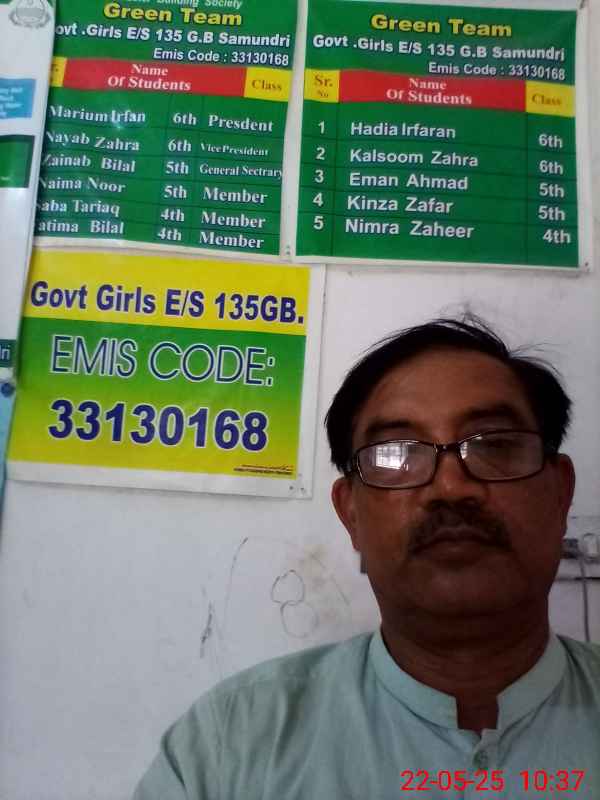 Building Society
Green Team
Govt .Girls E/S 135 G.B Samundri
Emis Code : 33130168
Name
Of Students
Class
Marium Irfan 6th Presdent
Nayab Zahra 6th Vice President
Zainab Bilal 5th General Sectrary
Naima Noor 5th Member
Saba Tariaq 4th Member
Fatima Bilal 4th Member
Green Team
Govt .Girls E/S 135 G.B Samundri
Emis Code : 33130168
Sr.
No
Name
Of Students
Class
1 Hadia Irfaran 6th
2 Kalsoom Zahra 6th
3 Eman Ahmad 5th
4 Kinza Zafar 5th
5 Nimra Zaheer 4th
Govt Girls E/S 135GB.
EMIS CODE:
33130168
8
22-05-25 10:37